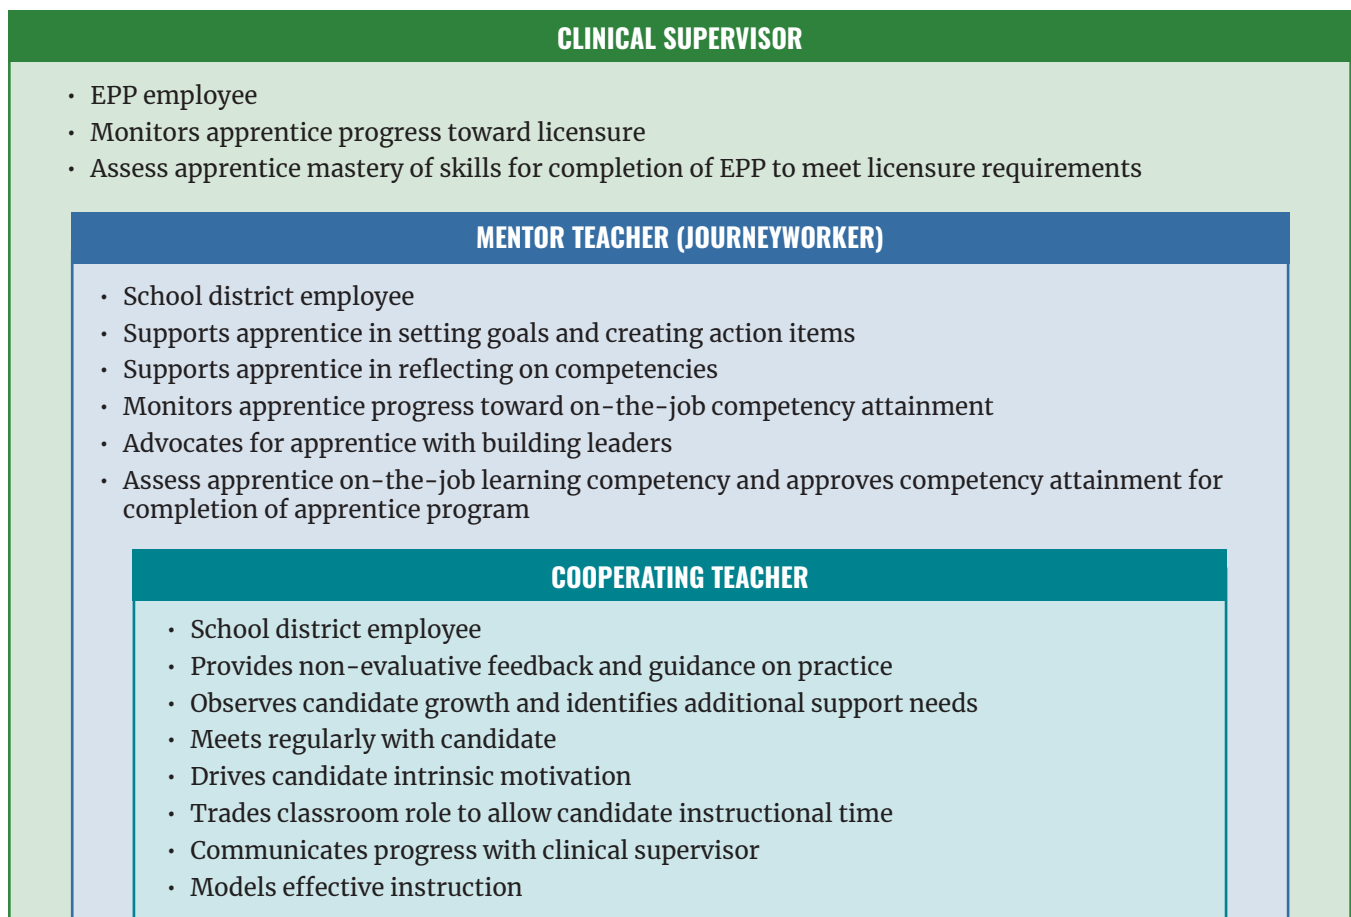 CLINICAL SUPERVISOR
• EPP employee
• Monitors apprentice progress toward licensure
• Assess apprentice mastery of skills for completion of EPP to meet licensure requirements
MENTOR TEACHER (JOURNEYWORKER)
• School district employee
• Supports apprentice in setting goals and creating action items
• Supports apprentice in reflecting on competencies
• Monitors apprentice progress toward on-the-job competency attainment
• Advocates for apprentice with building leaders
• Assess apprentice on-the-job learning competency and approves competency attainment for
completion of apprentice program
COOPERATING TEACHER
• School district employee
• Provides non-evaluative feedback and guidance on practice
• Observes candidate growth and identifies additional support needs
• Meets regularly with candidate
• Drives candidate intrinsic motivation
• Trades classroom role to allow candidate instructional time
• Communicates progress with clinical supervisor
• Models effective instruction